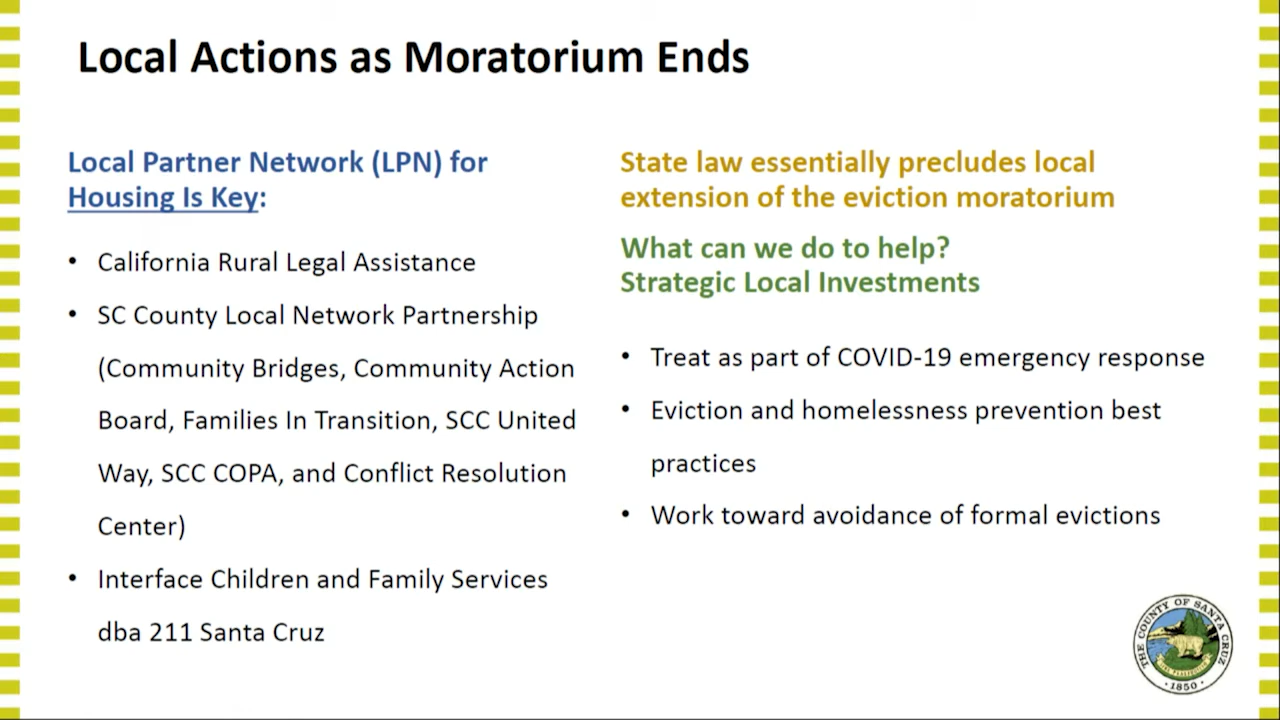 Local Actions as Moratorium Ends
Local Partner Network (LPN) for
Housing Is Key:
• California Rural Legal Assistance
• SC County Local Network Partnership
(Community Bridges, Community Action
Board, Families In Transition, SCC United
Way, SCC COPA, and Conflict Resolution
Center)
• Interface Children and Family Services
dba 211 Santa Cruz
State law essentially precludes local
extension of the eviction moratorium
What can we do to help?
Strategic Local Investments
• Treat as part of COVID-19 emergency response
• Eviction and homelessness prevention best
practices
• Work toward avoidance of formal evictions
THE COUNTY OF SANTA CRUZ
·1850·